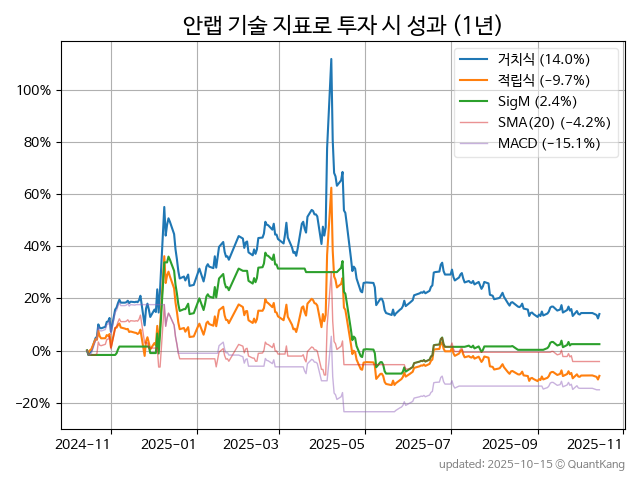 안랩 기술 지표로 투자 시 성과 (1년)
거치식 (14.0%)
적립식 (-9.7%)
SigM (2.4%)
SMA(20) (-4.2%)
MACD (-15.1%)
100%
80%
60%
40%
20%
0%
-20%
2024-11 2025-01 2025-03 2025-05 2025-07 2025-09 2025-11
updated: 2025-10-15 © QuantKang